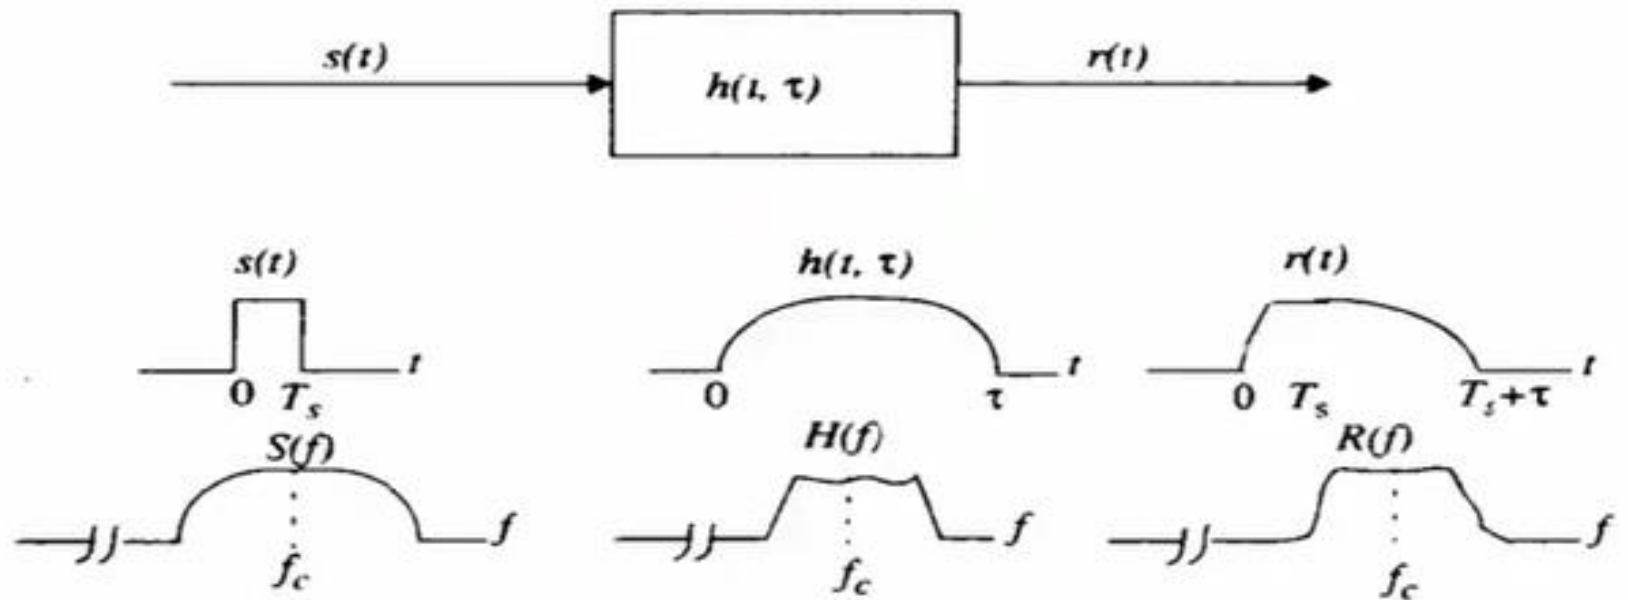 s(t) h(t, τ) r(t)
s(t) h(t, τ) r(t)
t t t
0 T_s 0 τ 0 T_s T_s+τ
S(f) H(f) R(f)
f f f
f_c f_c f_c